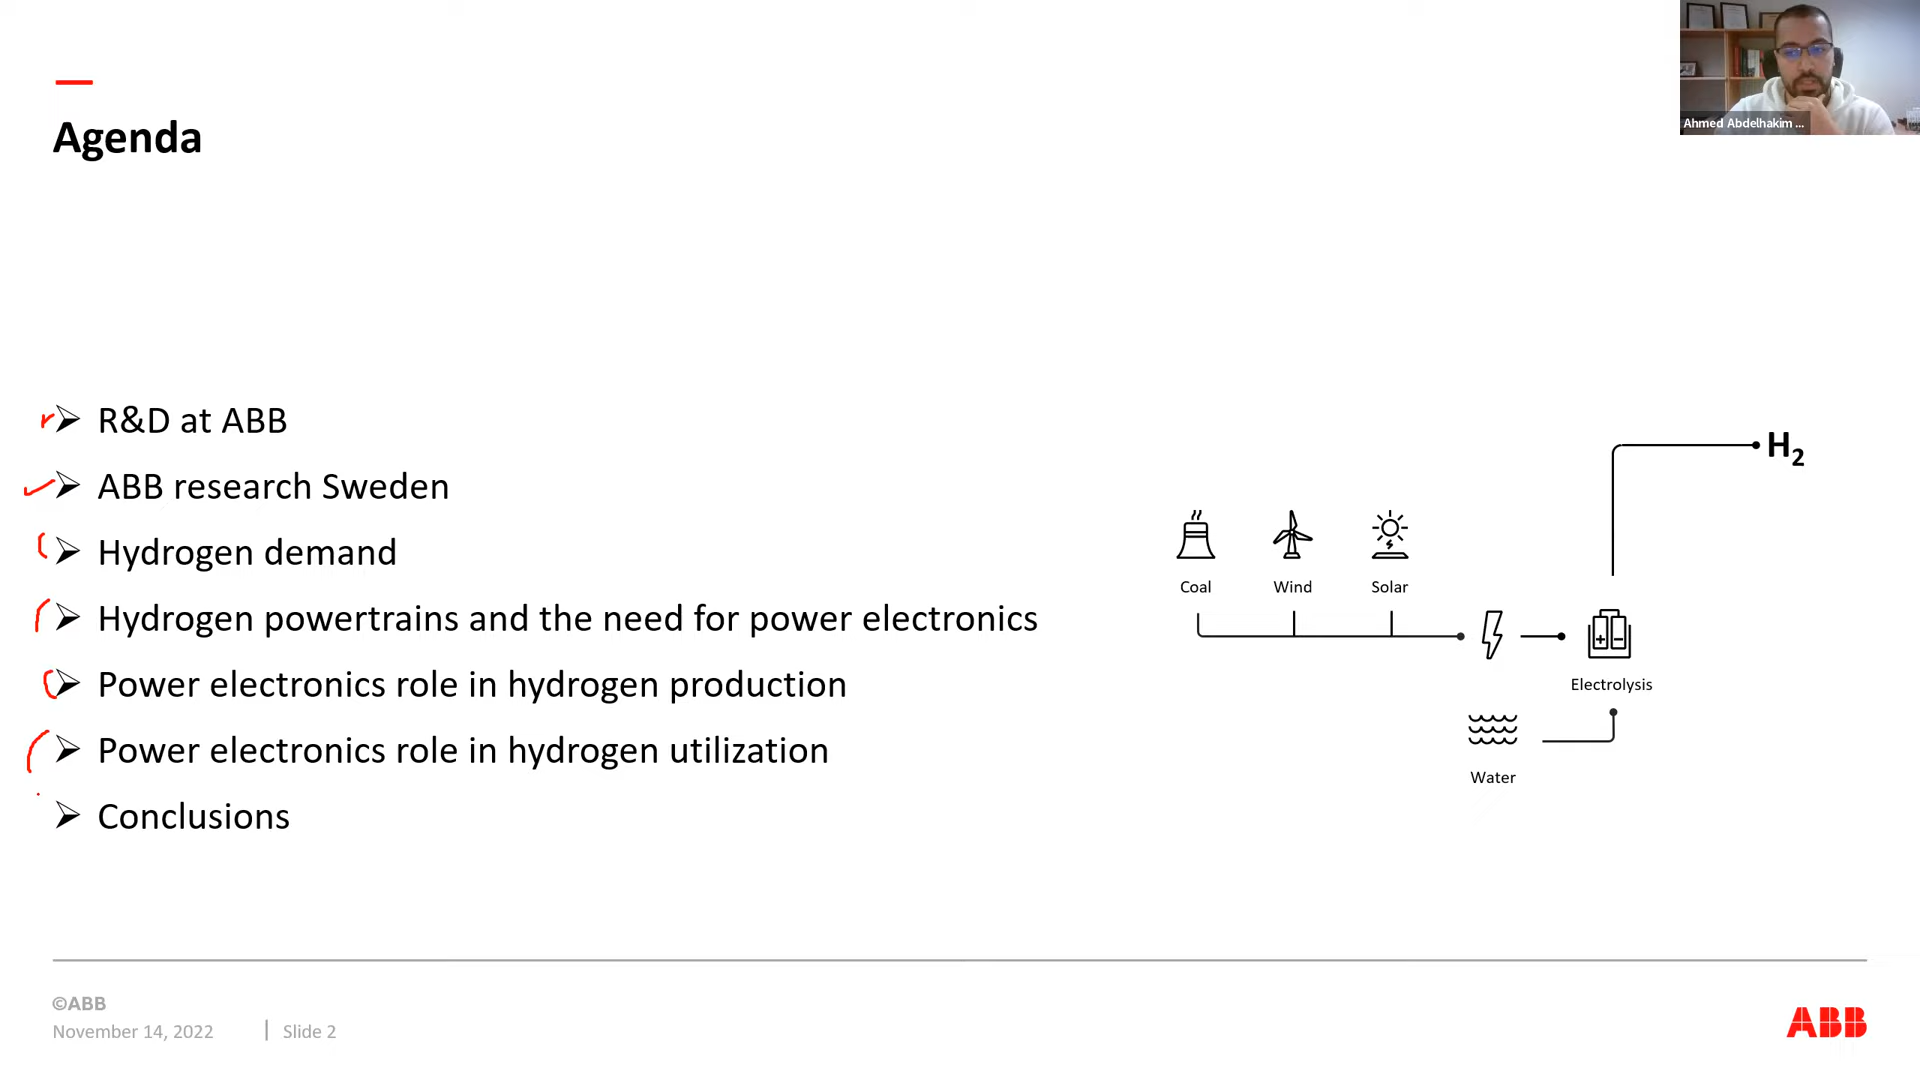 Agenda
Ahmed Abdelhakim ...
➢ R&D at ABB
➢ ABB research Sweden
➢ Hydrogen demand
➢ Hydrogen powertrains and the need for power electronics
➢ Power electronics role in hydrogen production
➢ Power electronics role in hydrogen utilization
➢ Conclusions
H₂
Coal
Wind
Solar
Electrolysis
Water
©ABB
November 14, 2022 | Slide 2
ABB